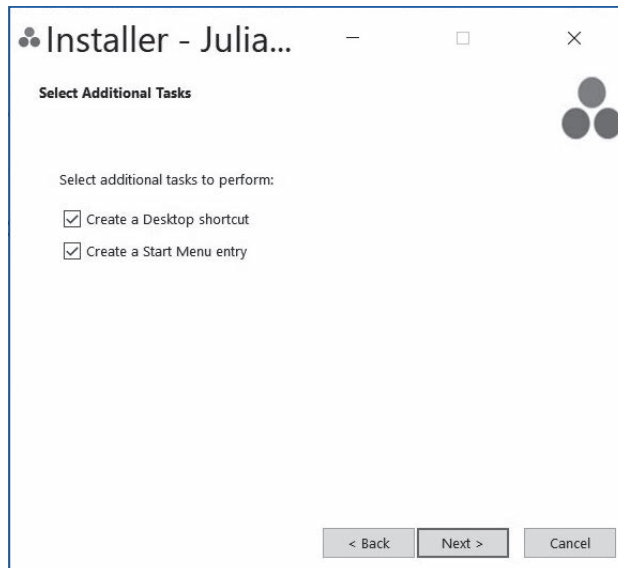 Installer - Julia...
Select Additional Tasks
Select additional tasks to perform:
Create a Desktop shortcut
Create a Start Menu entry
< Back Next > Cancel